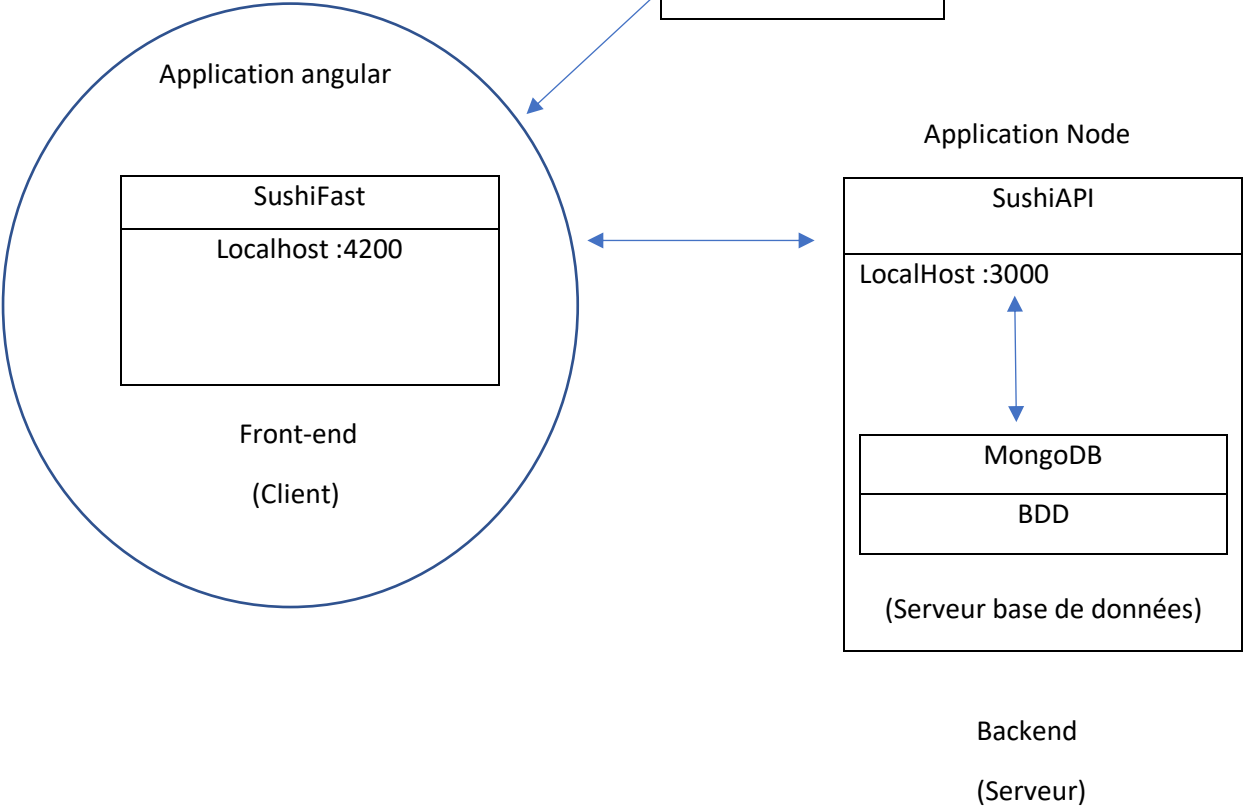 Application angular
SushiFast
Localhost :4200
Front-end
(Client)
Application Node
SushiAPI
LocalHost :3000
MongoDB
BDD
(Serveur base de données)
Backend
(Serveur)